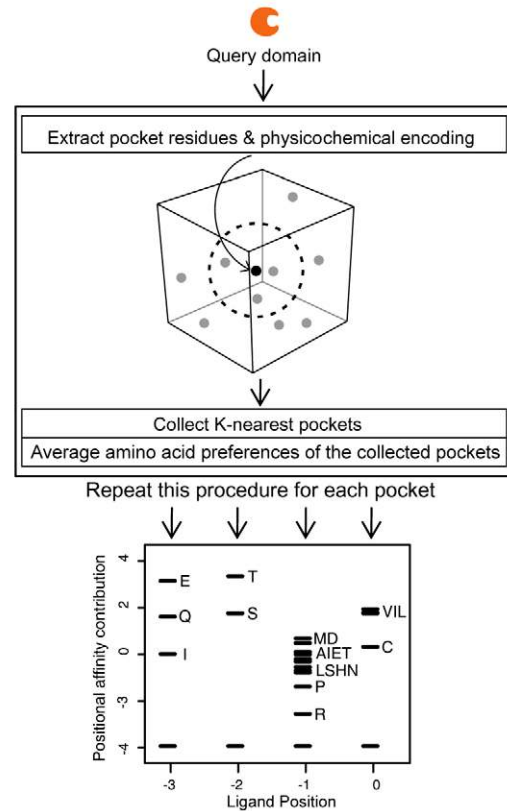 Query domain
Extract pocket residues & physicochemical encoding
Collect K-nearest pockets
Average amino acid preferences of the collected pockets
Repeat this procedure for each pocket
Positional affinity contribution
4
2
0
-3
-4
E
Q
I
T
S
MD
AIET
LSHN
P
R
VIL
C
-3
-2
-1
0
Ligand Position